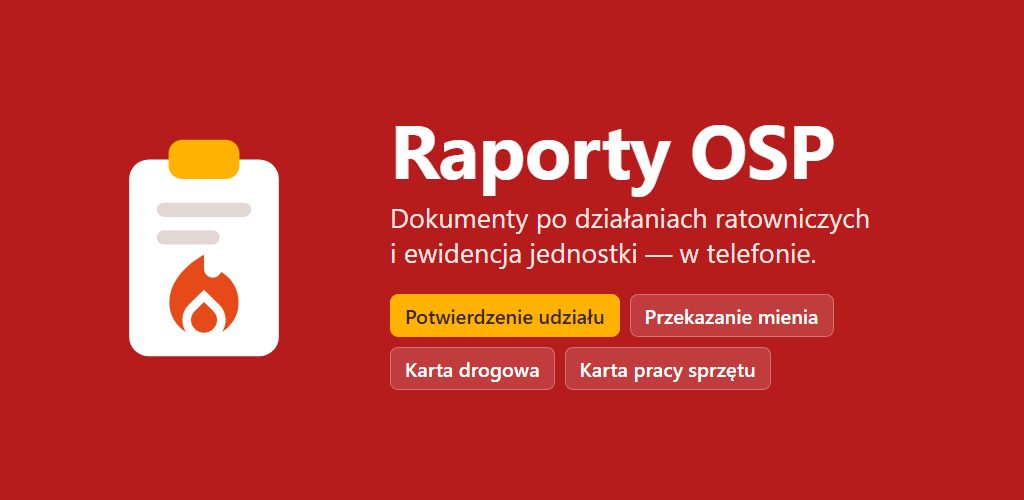 Raporty OSP
Dokumenty po działaniach ratowniczych
i ewidencja jednostki — w telefonie.
Potwierdzenie udziału
Przekazanie mienia
Karta drogowa
Karta pracy sprzętu